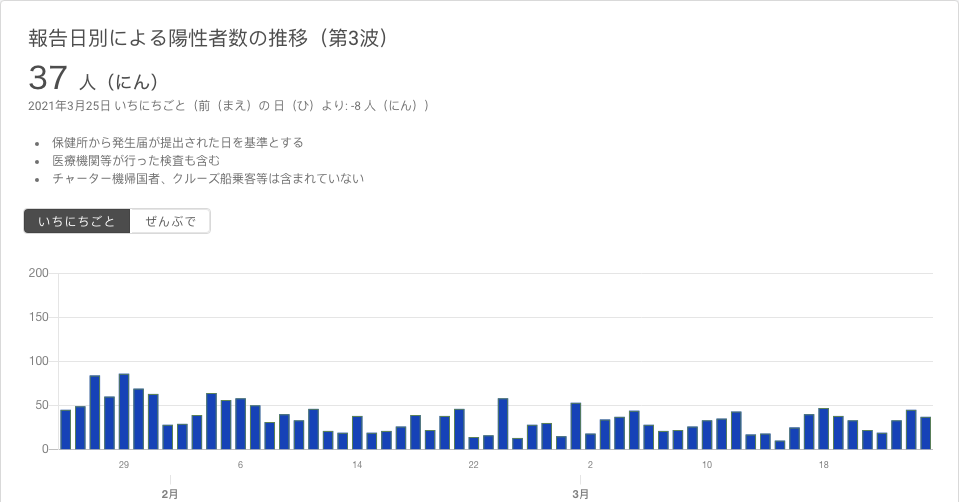 報告日別による陽性者数の推移（第3波）
37 人（にん）
2021年3月25日 いちにちごと（前（まえ）の 日（ひ）より: -8 人（にん））
• 保健所から発生届が提出された日を基準とする
• 医療機関等が行った検査も含む
• チャーター機帰国者、クルーズ船乗客等は含まれていない
いちにちごと ぜんぶで
200
150
100
50
0
29 6 14 22 2 10 18
2月 3月